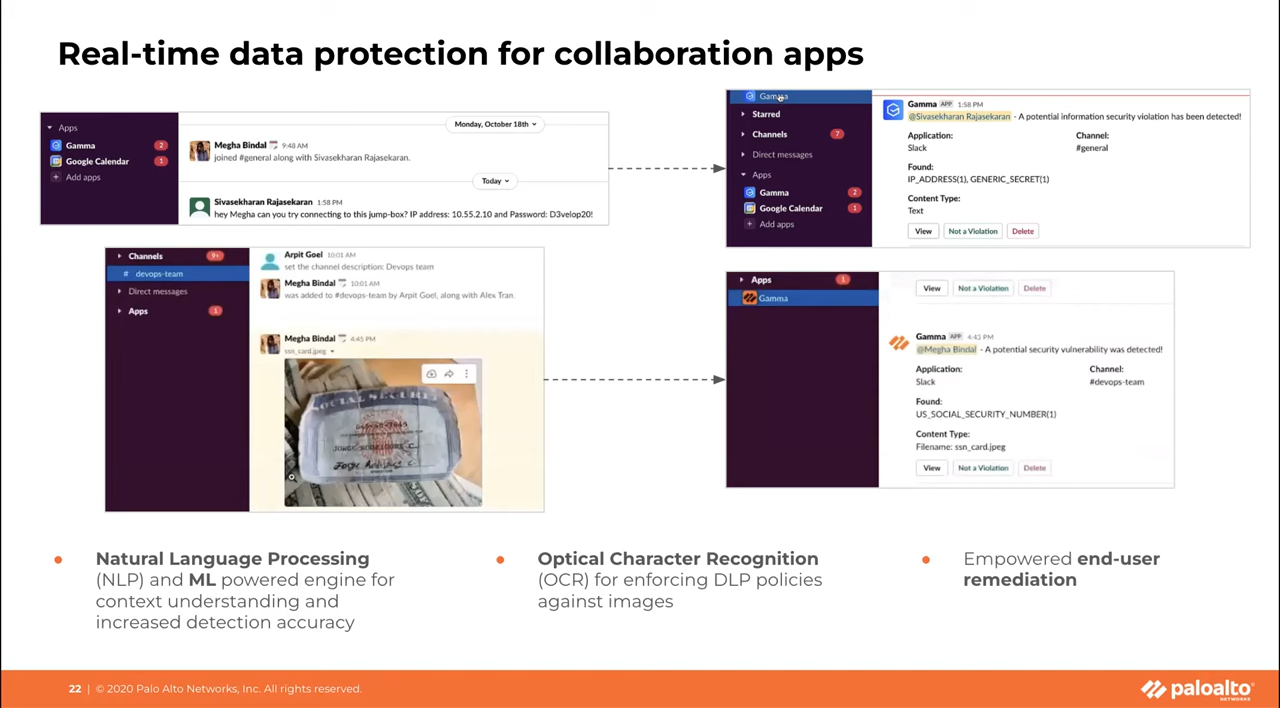 Real-time data protection for collaboration apps
Apps
Gamma 2
Google Calendar 1
+ Add apps
Monday, October 18th
Megha Bindal 9:48 AM
joined #general along with Sivasekharan Rajasekaran.
Today
Sivasekharan Rajasekaran 1:58 PM
hey Megha can you try connecting to this jump-box? IP address: 10.55.2.10 and Password: D3velop20!
Gamma
Starred
Channels 7
Direct messages
Apps
Gamma 2
Google Calendar 1
+ Add apps
Gamma APP 1:58 PM
@Sivasekharan Rajasekaran - A potential information security violation has been detected!
Application: Channel:
Slack #general
Found:
IP_ADDRESS(1), GENERIC_SECRET(1)
Content Type:
Text
View Not a Violation Delete
Channels 9+
# devops-team
Direct messages
Apps 1
Arpit Goel 10:01 AM
set the channel description: Devops team
Megha Bindal 10:01 AM
was added to #devops-team by Arpit Goel, along with Alex Tran.
Megha Bindal 4:45 PM
ssn_card.jpeg
SOCIAL SECURITY
Apps 1
Gamma
View Not a Violation Delete
Gamma APP 4:43 PM
@Megha Bindal - A potential security vulnerability was detected!
Application: Channel:
Slack #devops-team
Found:
US_SOCIAL_SECURITY_NUMBER(1)
Content Type:
Filename: ssn_card.jpeg
View Not a Violation Delete
• Natural Language Processing
(NLP) and ML powered engine for
context understanding and
increased detection accuracy
• Optical Character Recognition
(OCR) for enforcing DLP policies
against images
• Empowered end-user
remediation
22 | © 2020 Palo Alto Networks, Inc. All rights reserved.
paloalto
NETWORKS